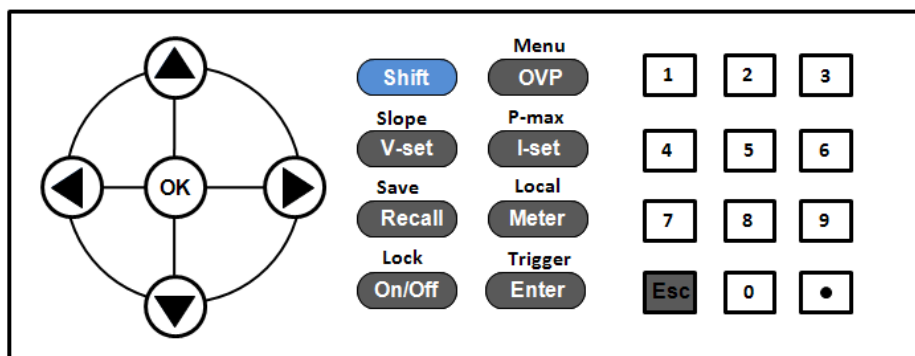 Menu
Shift OVP 1 2 3
Slope P-max
V-set I-set 4 5 6
OK
Save Local
Recall Meter 7 8 9
Lock Trigger
On/Off Enter Esc 0 •